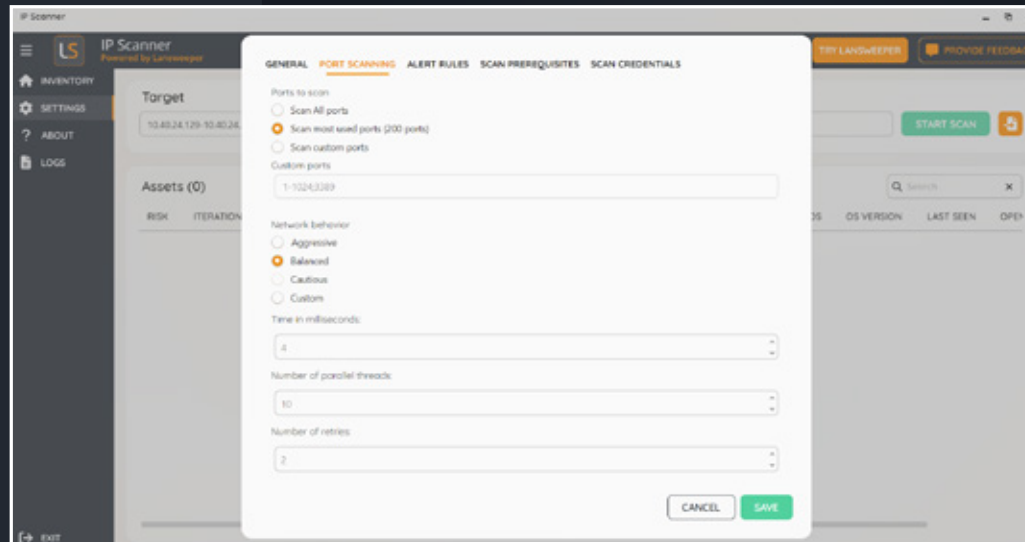 IP Scanner
LS
IP Scanner
Powered by Lansweeper
TRY LANSWEEPER
PROVIDE FEEDBAC
INVENTORY
SETTINGS
ABOUT
LOGS
EXIT
Target
10.40.24.129-10.40.24.
START SCAN
Assets (0)
Search
RISK ITERATION
OS VERSION LAST SEEN OPEN
GENERAL PORT SCANNING ALERT RULES SCAN PREREQUISITES SCAN CREDENTIALS
Ports to scan
Scan All ports
Scan most used ports (200 ports)
Scan custom ports
Custom ports
1-1024;3389
Network behavior
Aggressive
Balanced
Cautious
Custom
Time in milliseconds:
4
Number of parallel threads:
10
Number of retries:
2
CANCEL SAVE